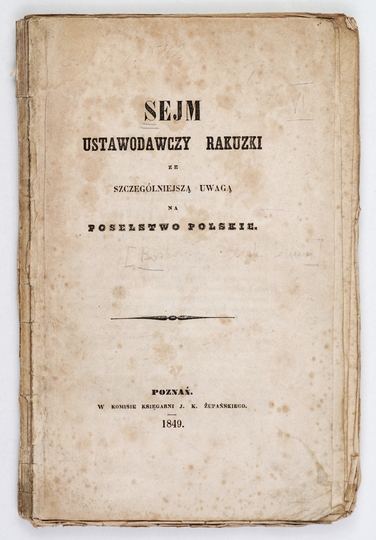 SEJM
USTAWODAWCZY RAKUZKI
ZE
SZCZEGÓLNIEJSZĄ UWAGĄ
NA
POSELSTWO POLSKIE.
POZNAŃ.
W KOMISIE KSIĘGARNI J. K. ŻUPAŃSKIEGO.
1849.